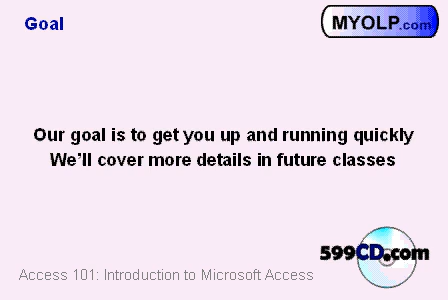 Goal
MYOLP.com
Our goal is to get you up and running quickly
We'll cover more details in future classes
599CD.com
Access 101: Introduction to Microsoft Access